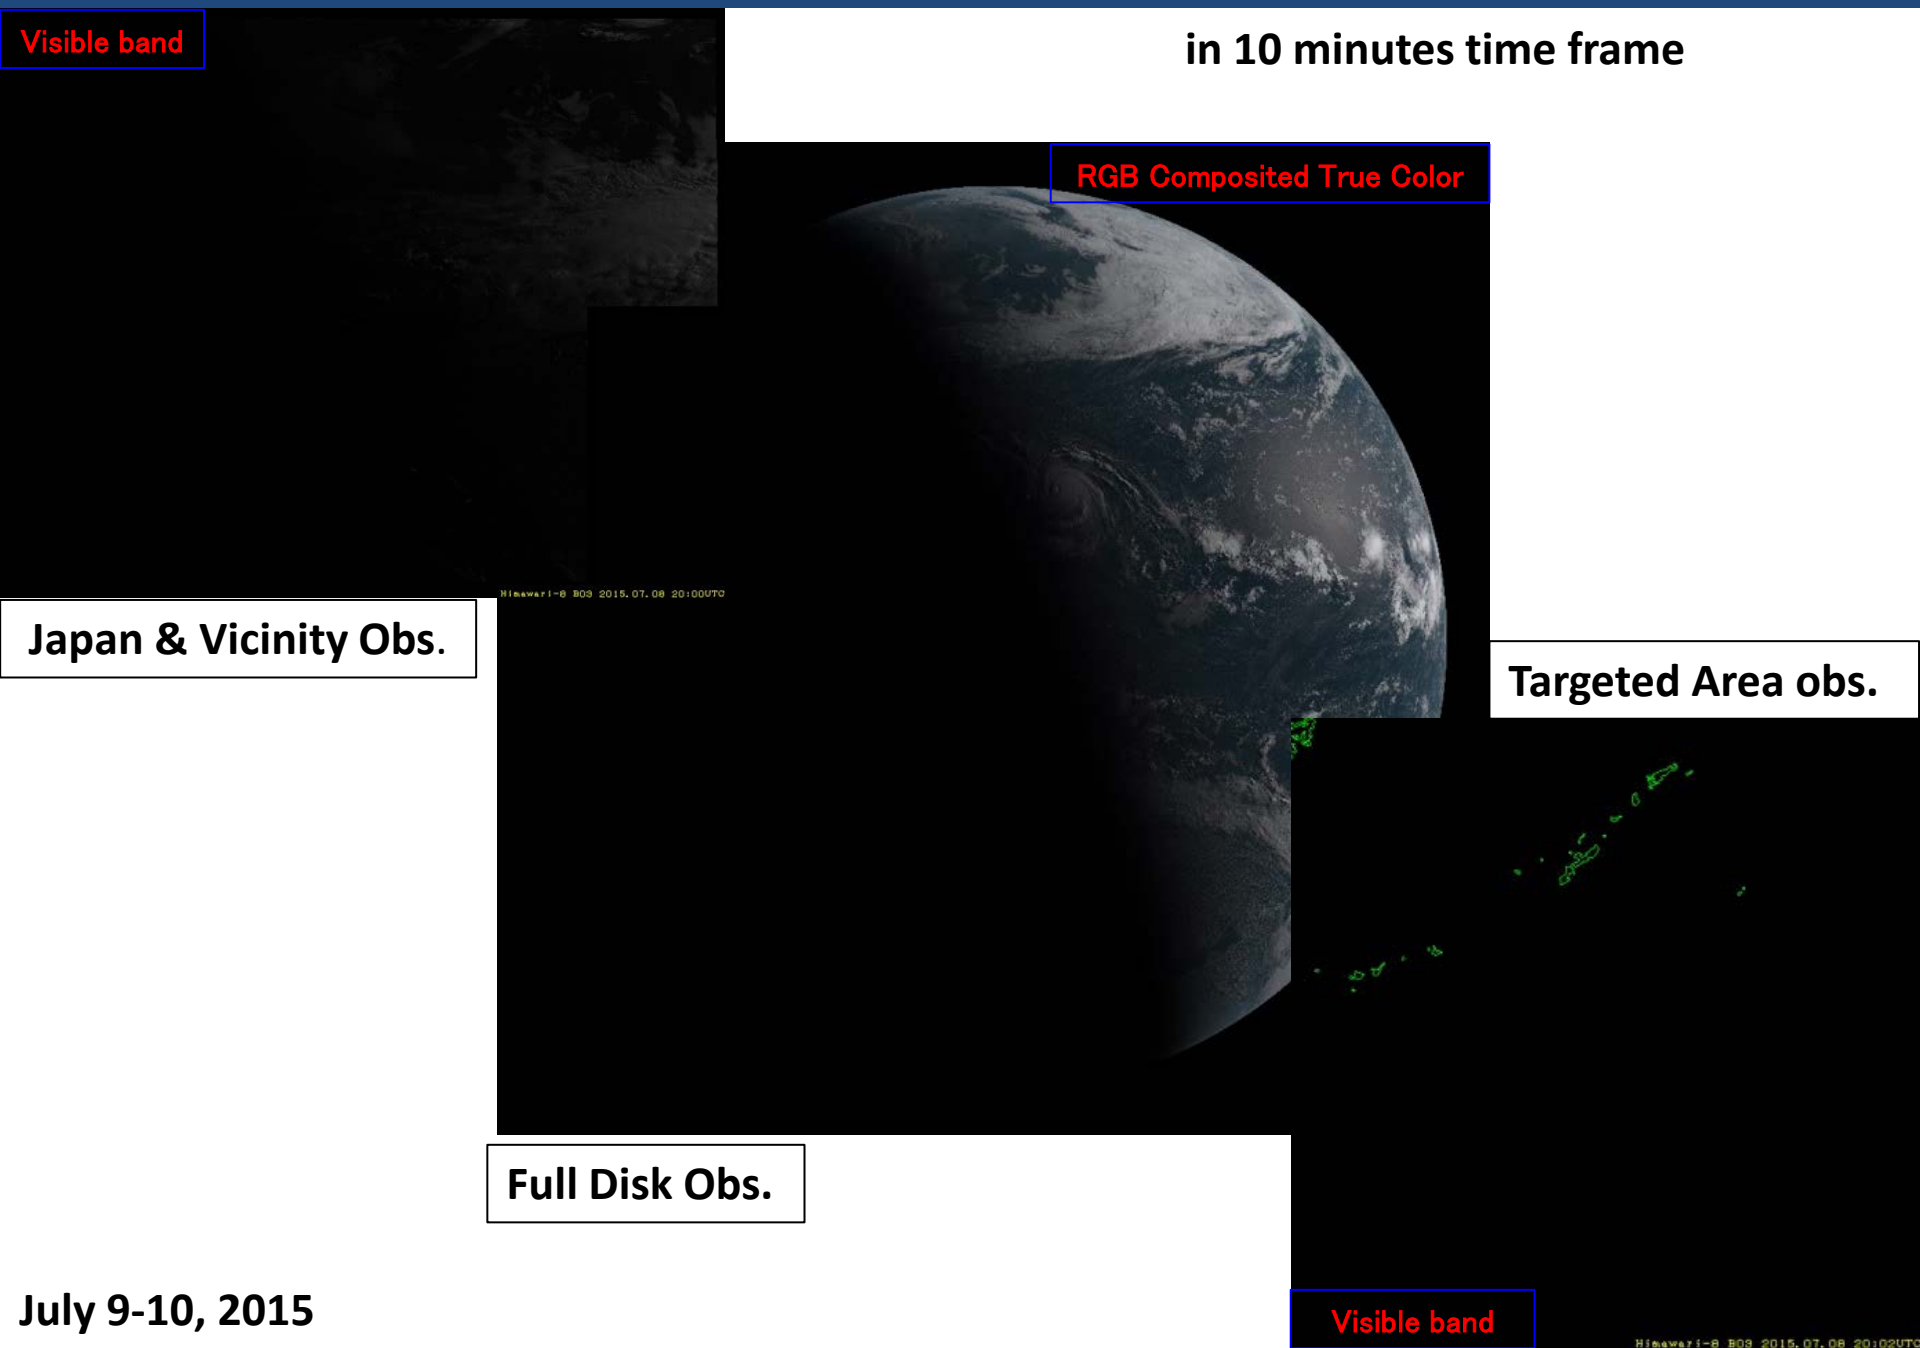 Visible band
in 10 minutes time frame
RGB Composited True Color
Himawari-8 B03 2015.07.08 20:00UTC
Japan & Vicinity Obs.
Targeted Area obs.
Full Disk Obs.
July 9-10, 2015
Visible band
Himawari-8 B03 2015.07.08 20:02UTC